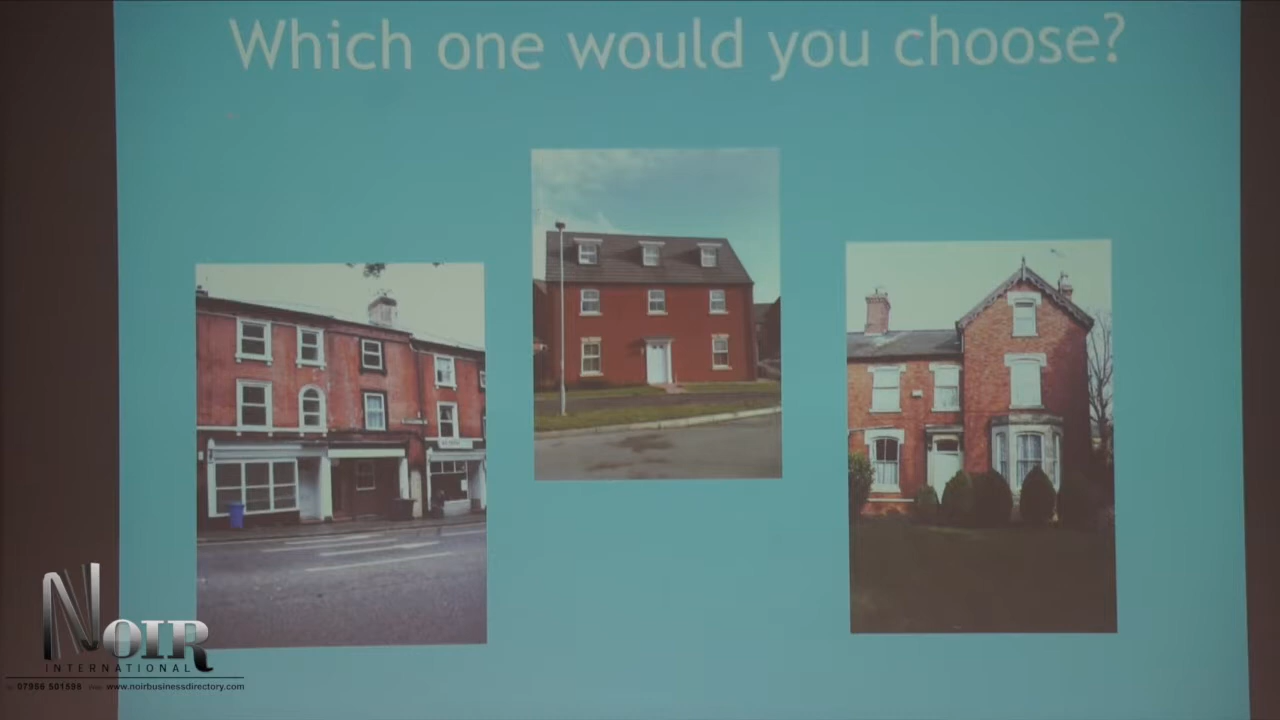 Which one would you choose?
NOIR
INTERNATIONAL
07956 501598 www.noirbusinessdirectory.com